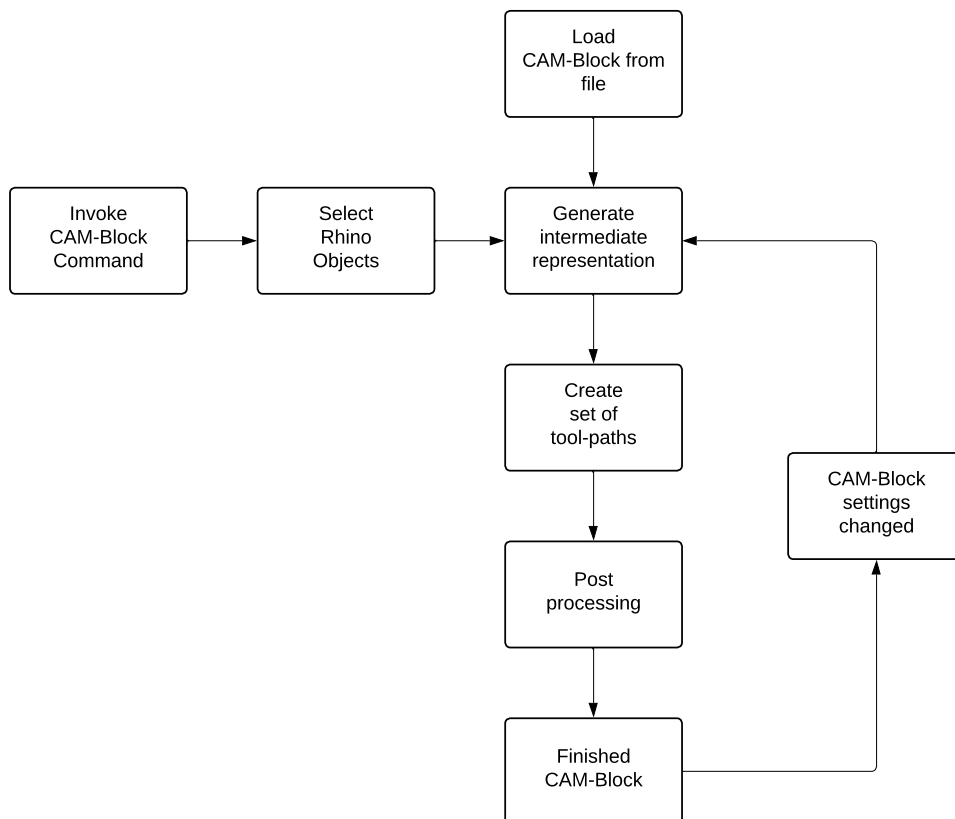 Load
CAM-Block from
file
Invoke
CAM-Block
Command
Select
Rhino
Objects
Generate
intermediate
representation
Create
set of
tool-paths
CAM-Block
settings
changed
Post
processing
Finished
CAM-Block